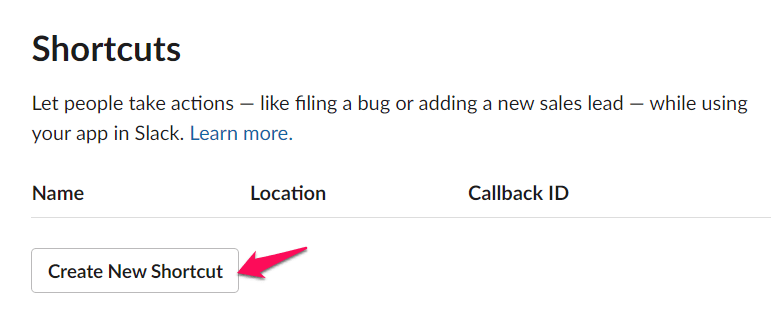 Shortcuts
Let people take actions — like filing a bug or adding a new sales lead — while using
your app in Slack. Learn more.
Name Location Callback ID
Create New Shortcut